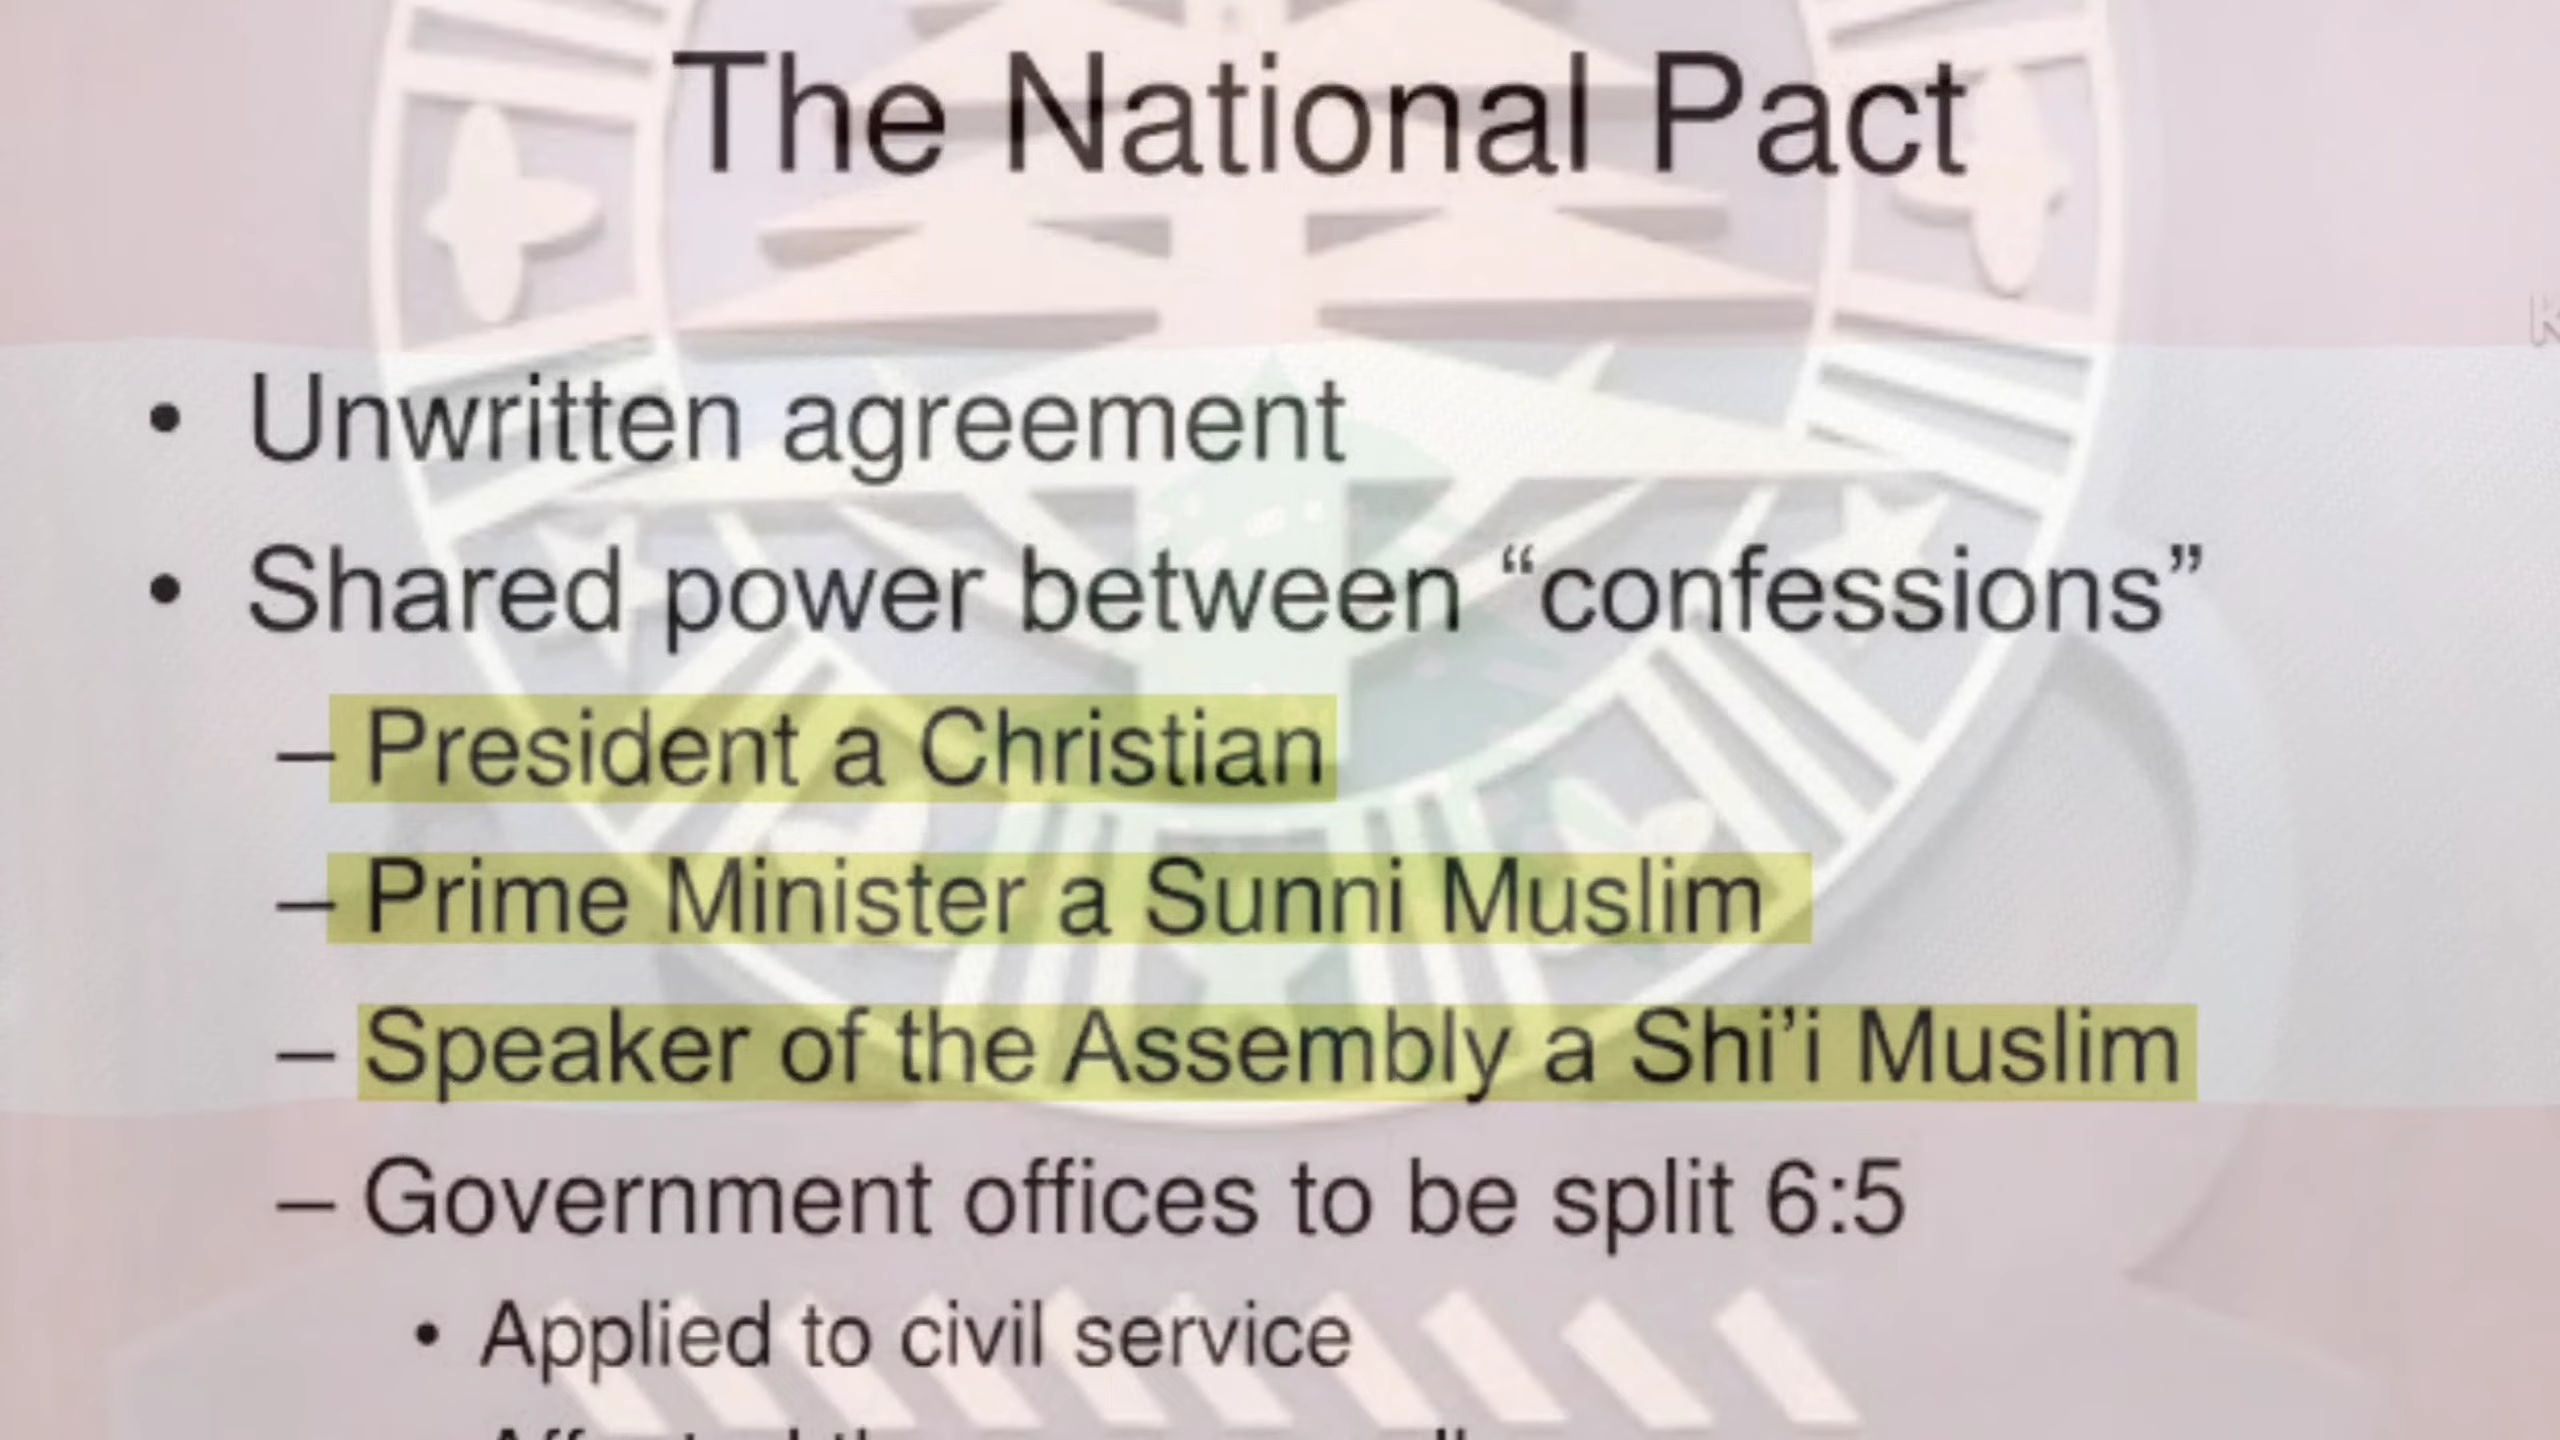 The National Pact
• Unwritten agreement
• Shared power between “confessions”
– President a Christian
– Prime Minister a Sunni Muslim
– Speaker of the Assembly a Shi’i Muslim
– Government offices to be split 6:5
• Applied to civil service